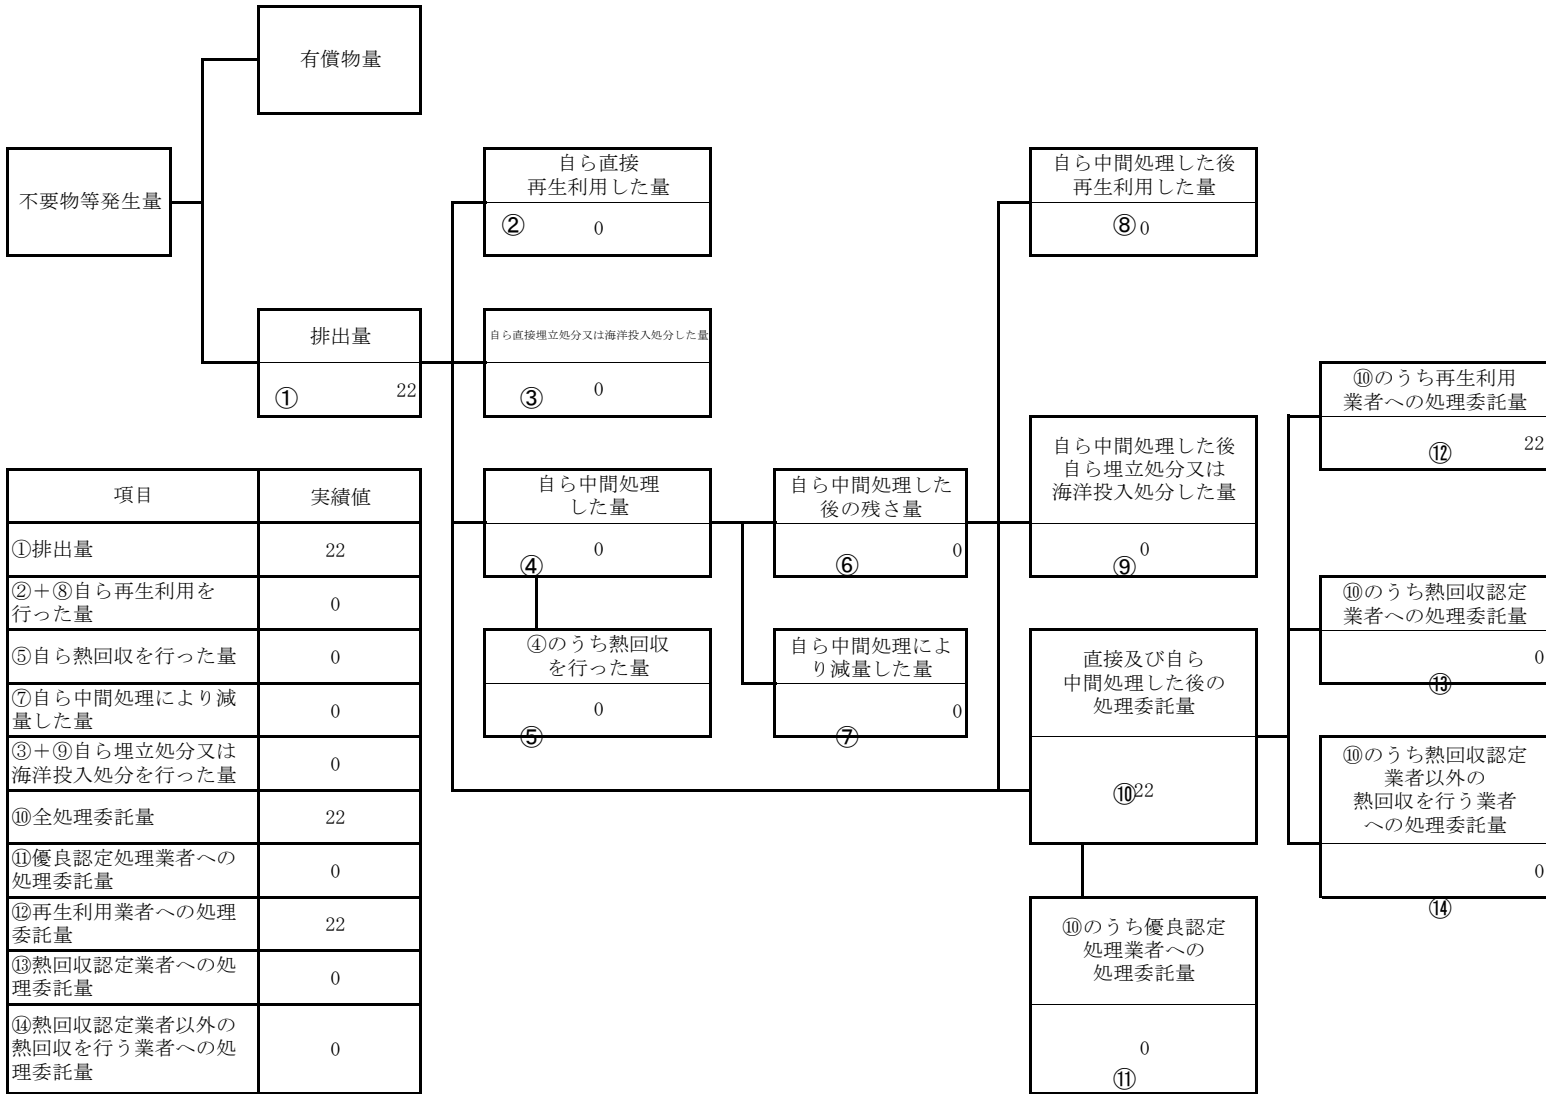 有償物量
不要物等発生量
自ら直接
再生利用した量
② 0
自ら中間処理した後
再生利用した量
⑧ 0
排出量
① 22
自ら直接埋立処分又は海洋投入処分した量
③ 0
自ら中間処理
した量
④ 0
自ら中間処理した
後の残さ量
⑥ 0
自ら中間処理した後
自ら埋立処分又は
海洋投入処分した量
⑨ 0
⑩のうち再生利用
業者への処理委託量
⑫ 22
④のうち熱回収
を行った量
⑤ 0
自ら中間処理によ
り減量した量
⑦ 0
直接及び自ら
中間処理した後の
処理委託量
⑩ 22
⑩のうち熱回収認定
業者への処理委託量
⑬ 0
⑩のうち熱回収認定
業者以外の
熱回収を行う業者
への処理委託量
⑭ 0
⑩のうち優良認定
処理業者への
処理委託量
⑪ 0
項目 実績値
①排出量 22
②＋⑧自ら再生利用を
行った量 0
⑤自ら熱回収を行った量 0
⑦自ら中間処理により減
量した量 0
③＋⑨自ら埋立処分又は
海洋投入処分を行った量 0
⑩全処理委託量 22
⑪優良認定処理業者への
処理委託量 0
⑫再生利用業者への処理
委託量 22
⑬熱回収認定業者への処
理委託量 0
⑭熱回収認定業者以外の
熱回収を行う業者への処
理委託量 0